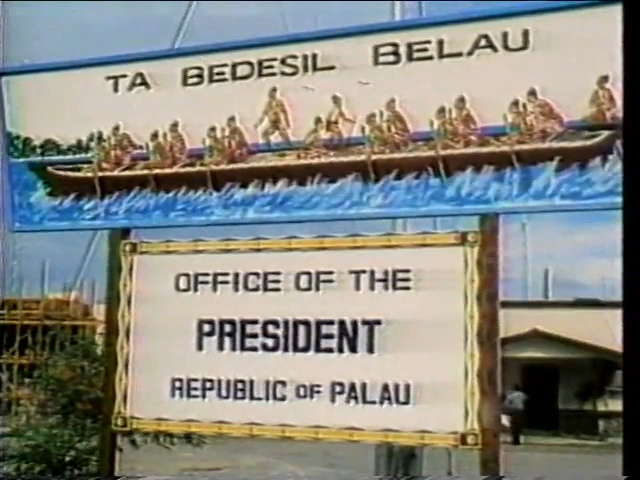 TA BEDESIL BELAU
OFFICE OF THE
PRESIDENT
REPUBLIC OF PALAU